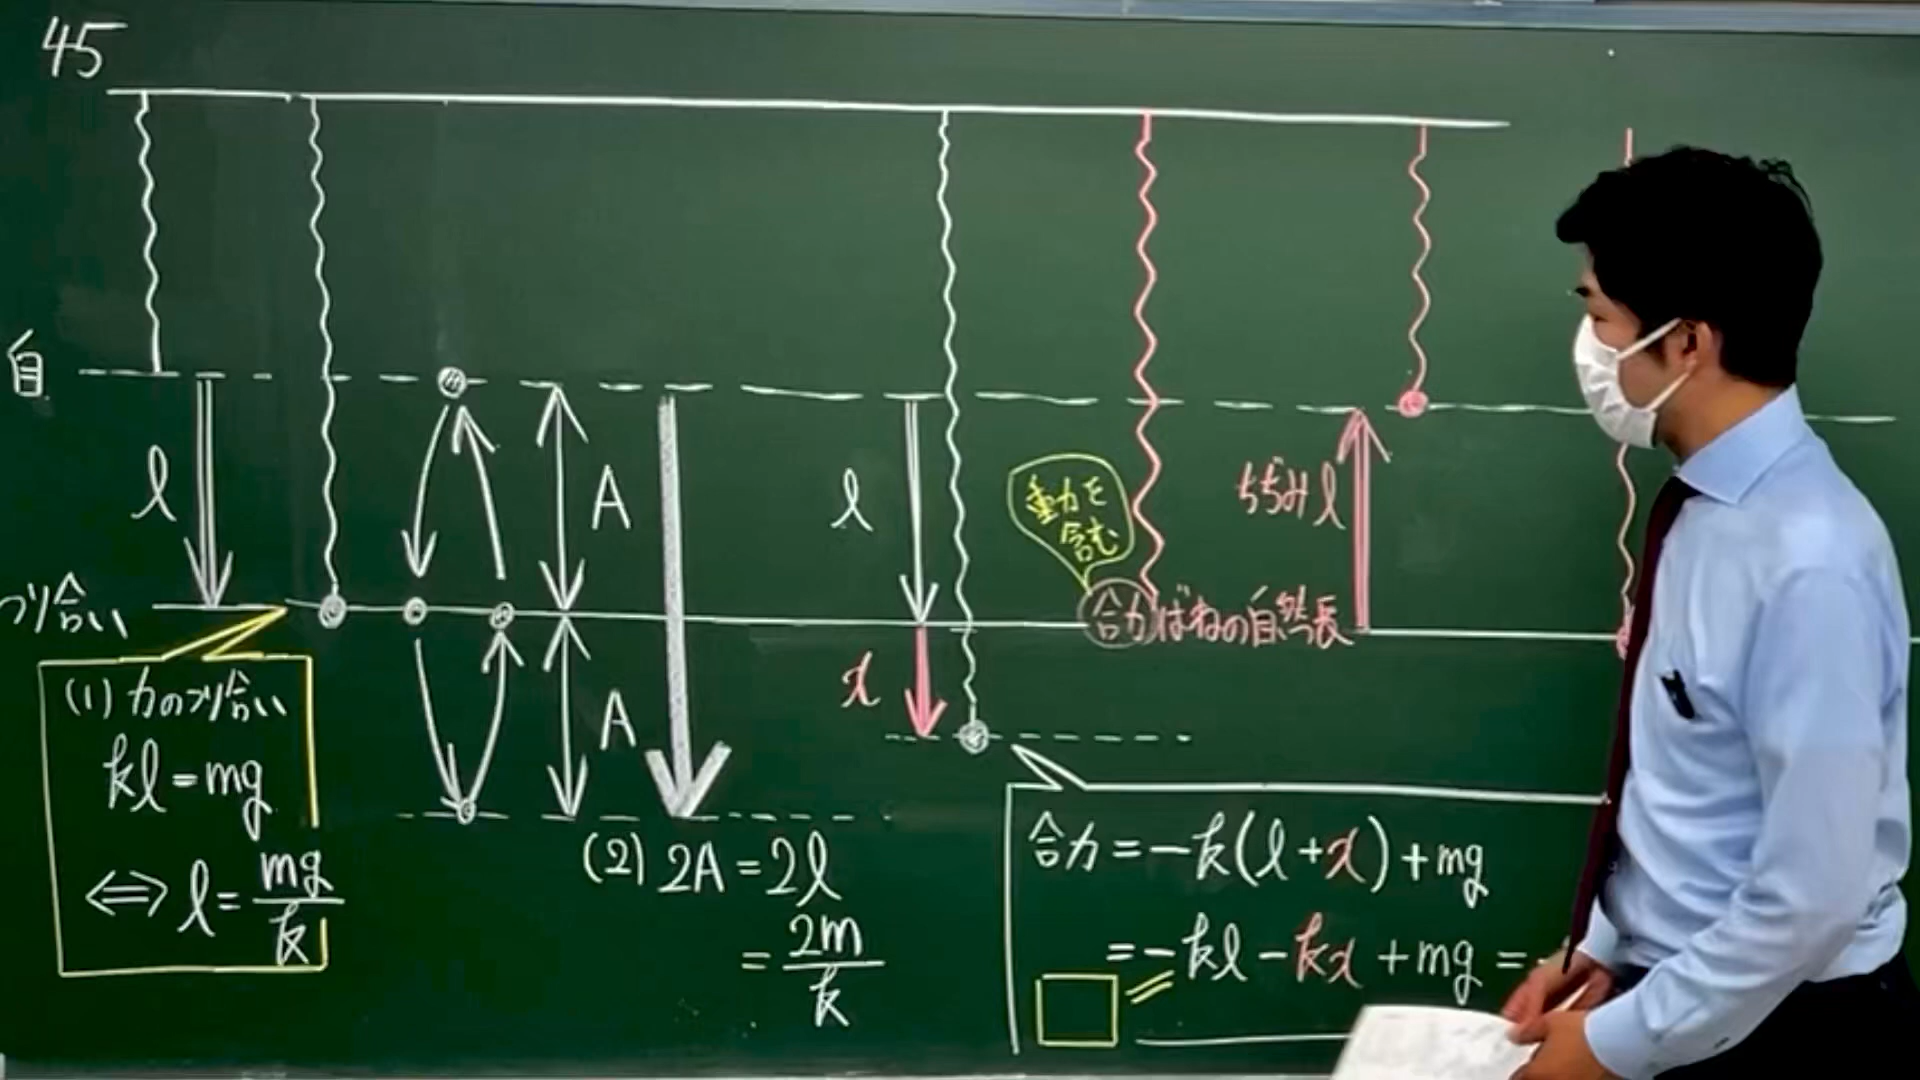 45
自
l
A
A
つり合い
(1) 力のつり合い
kl=mg
⇔ l=mg/k
(2) 2A=2l
=2m/k
l
x
重力を
含む
合力ばねの自然長
ちぢみl
合力=-k(l+x)+mg
=-kl-kx+mg=